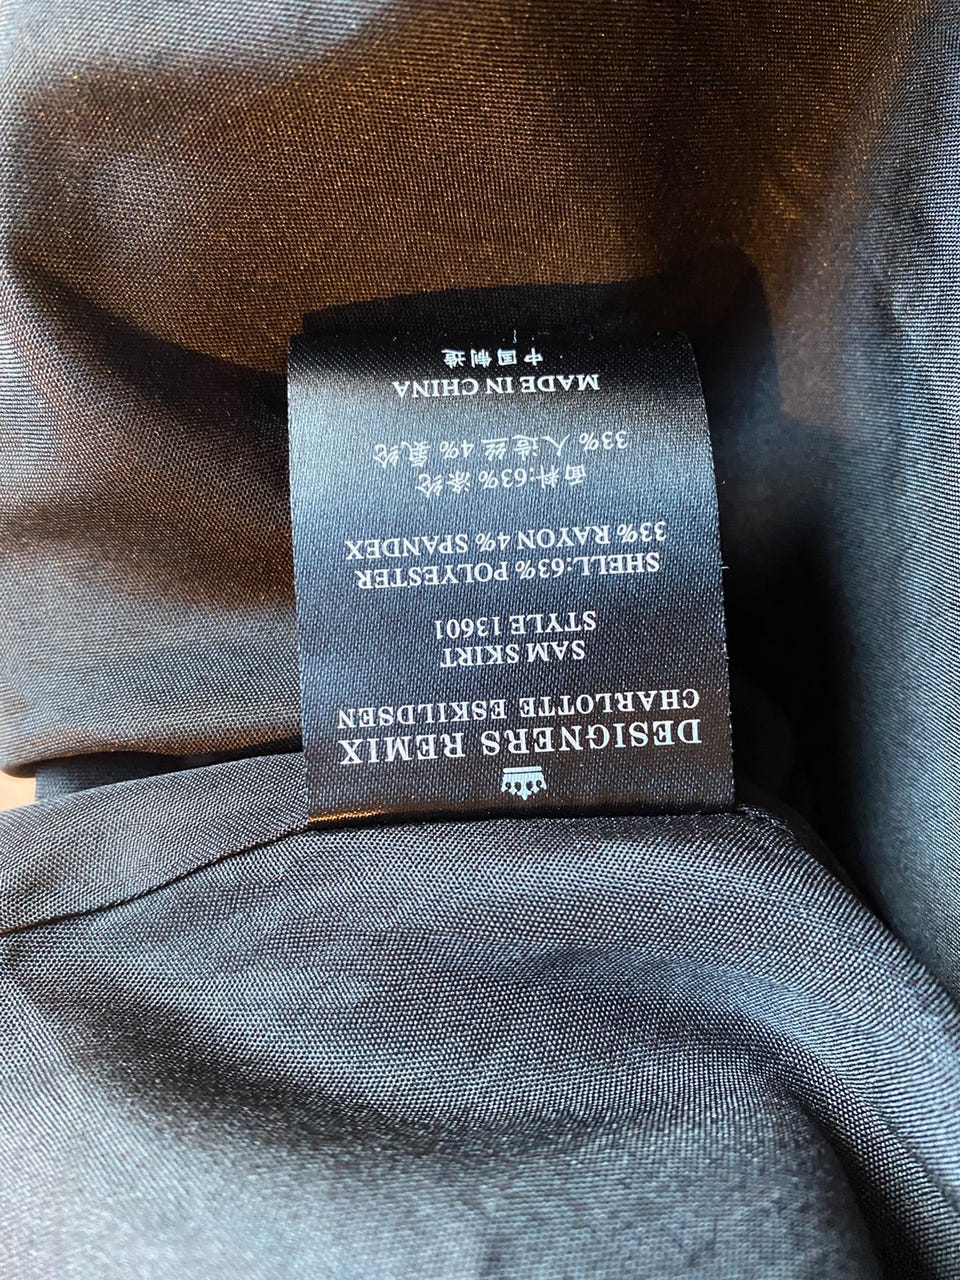 DESIGNERS REMIX
CHARLOTTE ESKILDSEN
SAM SKIRT
STYLE 13601
SHELL:63% POLYESTER
33% RAYON 4% SPANDEX
面料:63%涤纶
33%人造丝4%氨纶
MADE IN CHINA
中国制造